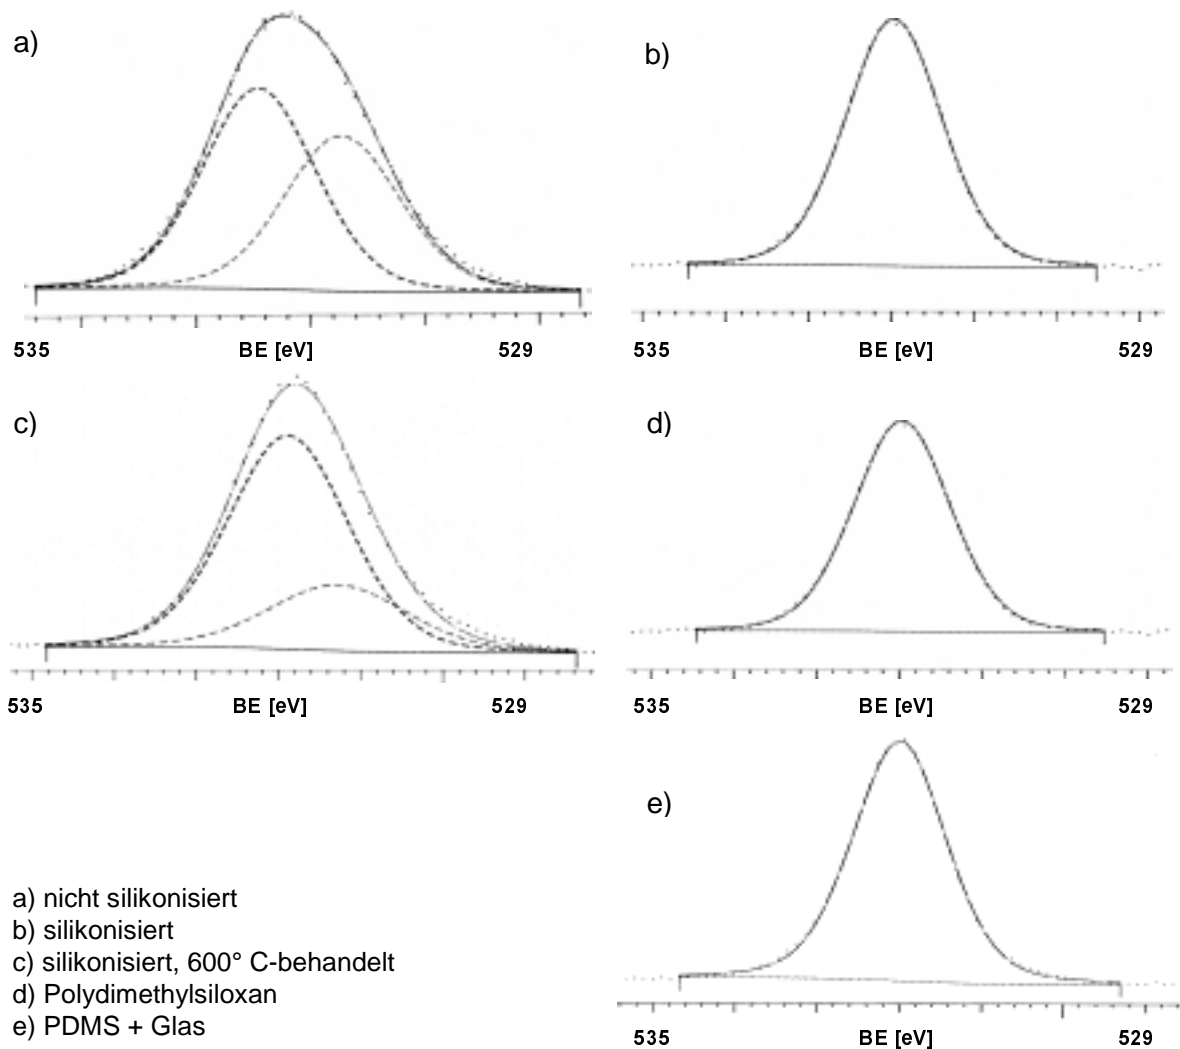 a)
b)
535 BE [eV] 529
535 BE [eV] 529
c)
d)
535 BE [eV] 529
535 BE [eV] 529
e)
535 BE [eV] 529
a) nicht silikonisiert
b) silikonisiert
c) silikonisiert, 600° C-behandelt
d) Polydimethylsiloxan
e) PDMS + Glas